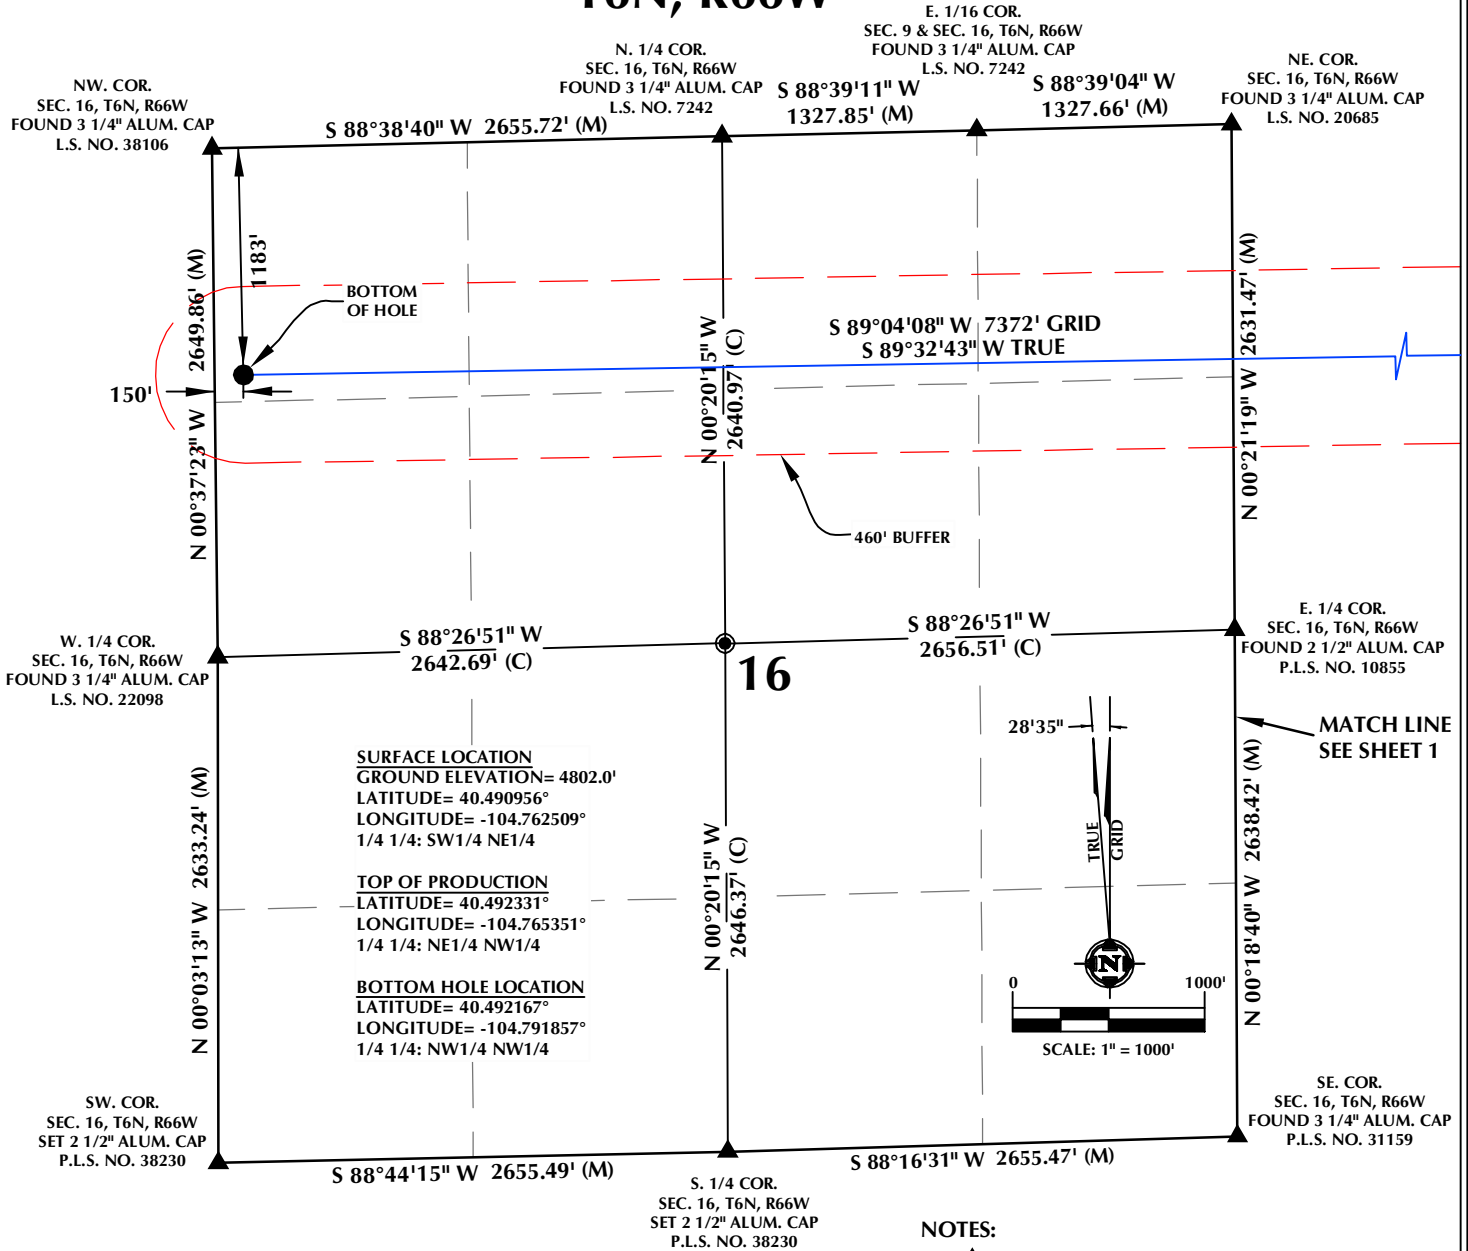 T6N, R66W
E. 1/16 COR.
SEC. 9 & SEC. 16, T6N, R66W
FOUND 3 1/4" ALUM. CAP
L.S. NO. 7242
N. 1/4 COR.
SEC. 16, T6N, R66W
FOUND 3 1/4" ALUM. CAP
L.S. NO. 7242
NE. COR.
SEC. 16, T6N, R66W
FOUND 3 1/4" ALUM. CAP
L.S. NO. 20685
NW. COR.
SEC. 16, T6N, R66W
FOUND 3 1/4" ALUM. CAP
L.S. NO. 38106
S 88°38'40" W 2655.72' (M)
S 88°39'11" W
1327.85' (M)
S 88°39'04" W
1327.66' (M)
1183'
BOTTOM
OF HOLE
150'
N 00°37'23" W 2649.86' (M)
N 00°20'15" W
2640.97' (C)
S 89°04'08" W 7372' GRID
S 89°32'43" W TRUE
N 00°21'19" W 2631.47' (M)
460' BUFFER
W. 1/4 COR.
SEC. 16, T6N, R66W
FOUND 3 1/4" ALUM. CAP
L.S. NO. 22098
S 88°26'51" W
2642.69' (C)
S 88°26'51" W
2656.51' (C)
16
E. 1/4 COR.
SEC. 16, T6N, R66W
FOUND 2 1/2" ALUM. CAP
P.L.S. NO. 10855
MATCH LINE
SEE SHEET 1
28'35"
TRUE
GRID
N
0 1000'
SCALE: 1" = 1000'
SURFACE LOCATION
GROUND ELEVATION= 4802.0'
LATITUDE= 40.490956°
LONGITUDE= -104.762509°
1/4 1/4: SW1/4 NE1/4
TOP OF PRODUCTION
LATITUDE= 40.492331°
LONGITUDE= -104.765351°
1/4 1/4: NE1/4 NW1/4
BOTTOM HOLE LOCATION
LATITUDE= 40.492167°
LONGITUDE= -104.791857°
1/4 1/4: NW1/4 NW1/4
N 00°03'13" W 2633.24' (M)
N 00°20'15" W
2646.37' (C)
N 00°18'40" W 2638.42' (M)
SW. COR.
SEC. 16, T6N, R66W
SET 2 1/2" ALUM. CAP
P.L.S. NO. 38230
S 88°44'15" W 2655.49' (M)
S 88°16'31" W 2655.47' (M)
SE. COR.
SEC. 16, T6N, R66W
FOUND 3 1/4" ALUM. CAP
P.L.S. NO. 31159
S. 1/4 COR.
SEC. 16, T6N, R66W
SET 2 1/2" ALUM. CAP
P.L.S. NO. 38230
NOTES: